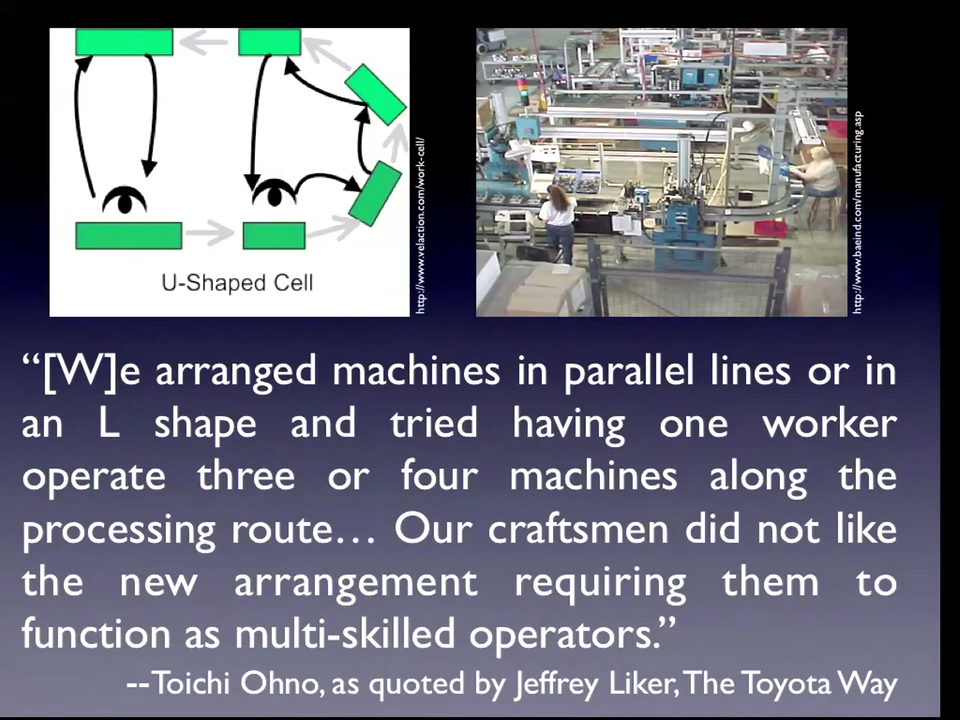 U-Shaped Cell
http://www.velaction.com/work-cell/
http://www.baeind.com/manufacturing.asp
“[W]e arranged machines in parallel lines or in
an L shape and tried having one worker
operate three or four machines along the
processing route… Our craftsmen did not like
the new arrangement requiring them to
function as multi-skilled operators.”
--Toichi Ohno, as quoted by Jeffrey Liker, The Toyota Way